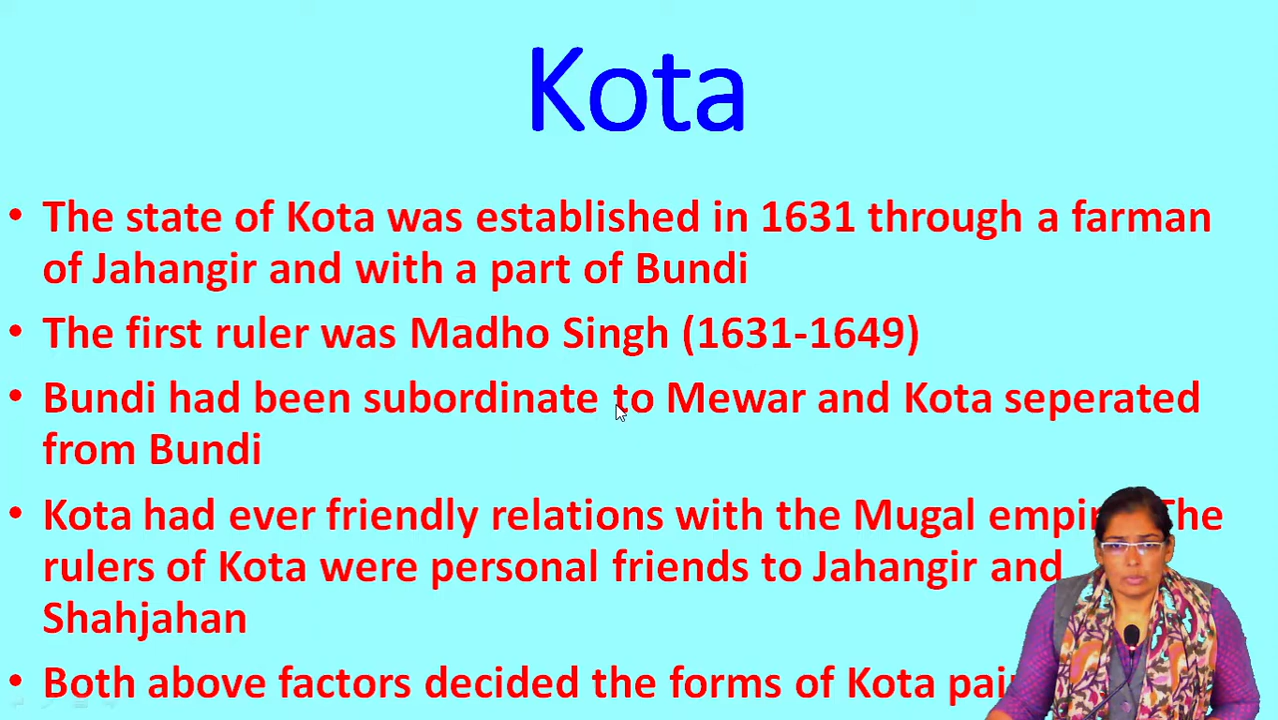 Kota
• The state of Kota was established in 1631 through a farman
of Jahangir and with a part of Bundi
• The first ruler was Madho Singh (1631-1649)
• Bundi had been subordinate to Mewar and Kota seperated
from Bundi
• Kota had ever friendly relations with the Mugal The
rulers of Kota were personal friends to Jahangir and
Shahjahan
• Both above factors decided the forms of Kota